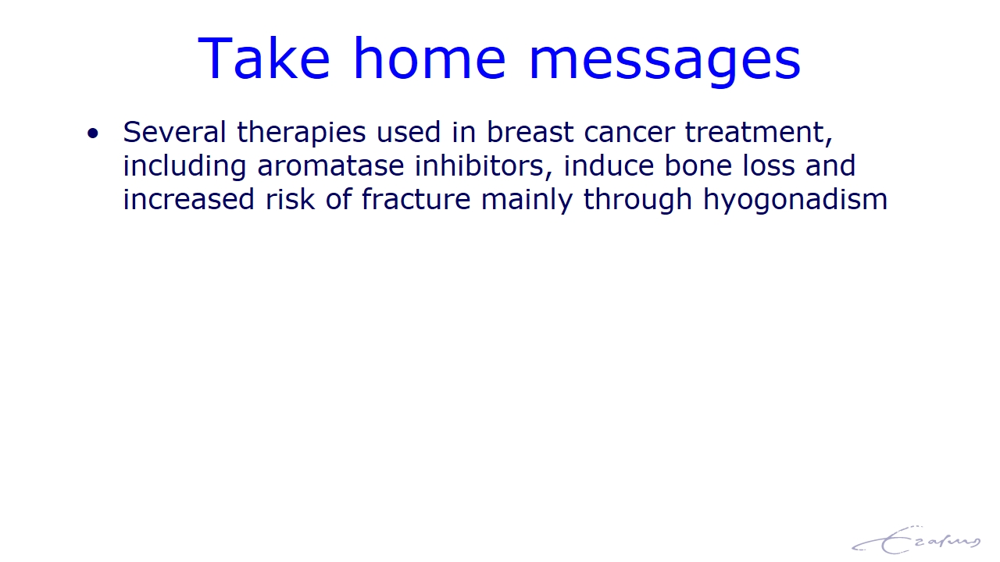 Take home messages
• Several therapies used in breast cancer treatment,
including aromatase inhibitors, induce bone loss and
increased risk of fracture mainly through hyogonadism
Erasmus